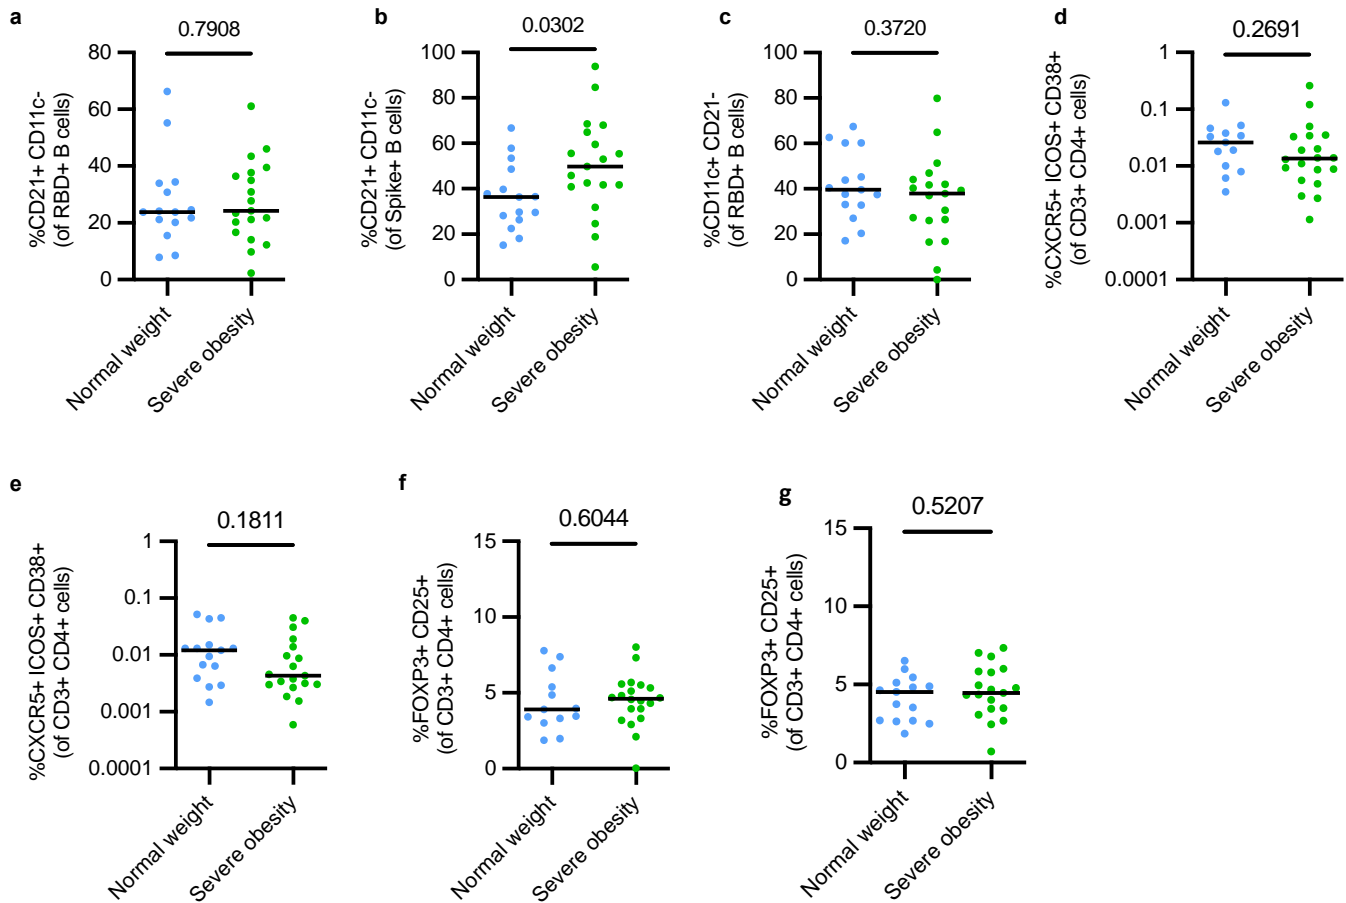 a
0.7908
%CD21+ CD11c-
(of RBD+ B cells)
80
60
40
20
0
Normal weight
Severe obesity
b
0.0302
%CD21+ CD11c-
(of Spike+ B cells)
100
80
60
40
20
0
Normal weight
Severe obesity
c
0.3720
%CD11c+ CD21-
(of RBD+ B cells)
100
80
60
40
20
0
Normal weight
Severe obesity
d
0.2691
%CXCR5+ ICOS+ CD38+
(of CD3+ CD4+ cells)
1
0.1
0.01
0.001
0.0001
Normal weight
Severe obesity
e
0.1811
%CXCR5+ ICOS+ CD38+
(of CD3+ CD4+ cells)
1
0.1
0.01
0.001
0.0001
Normal weight
Severe obesity
f
0.6044
%FOXP3+ CD25+
(of CD3+ CD4+ cells)
15
10
5
0
Normal weight
Severe obesity
g
0.5207
%FOXP3+ CD25+
(of CD3+ CD4+ cells)
15
10
5
0
Normal weight
Severe obesity